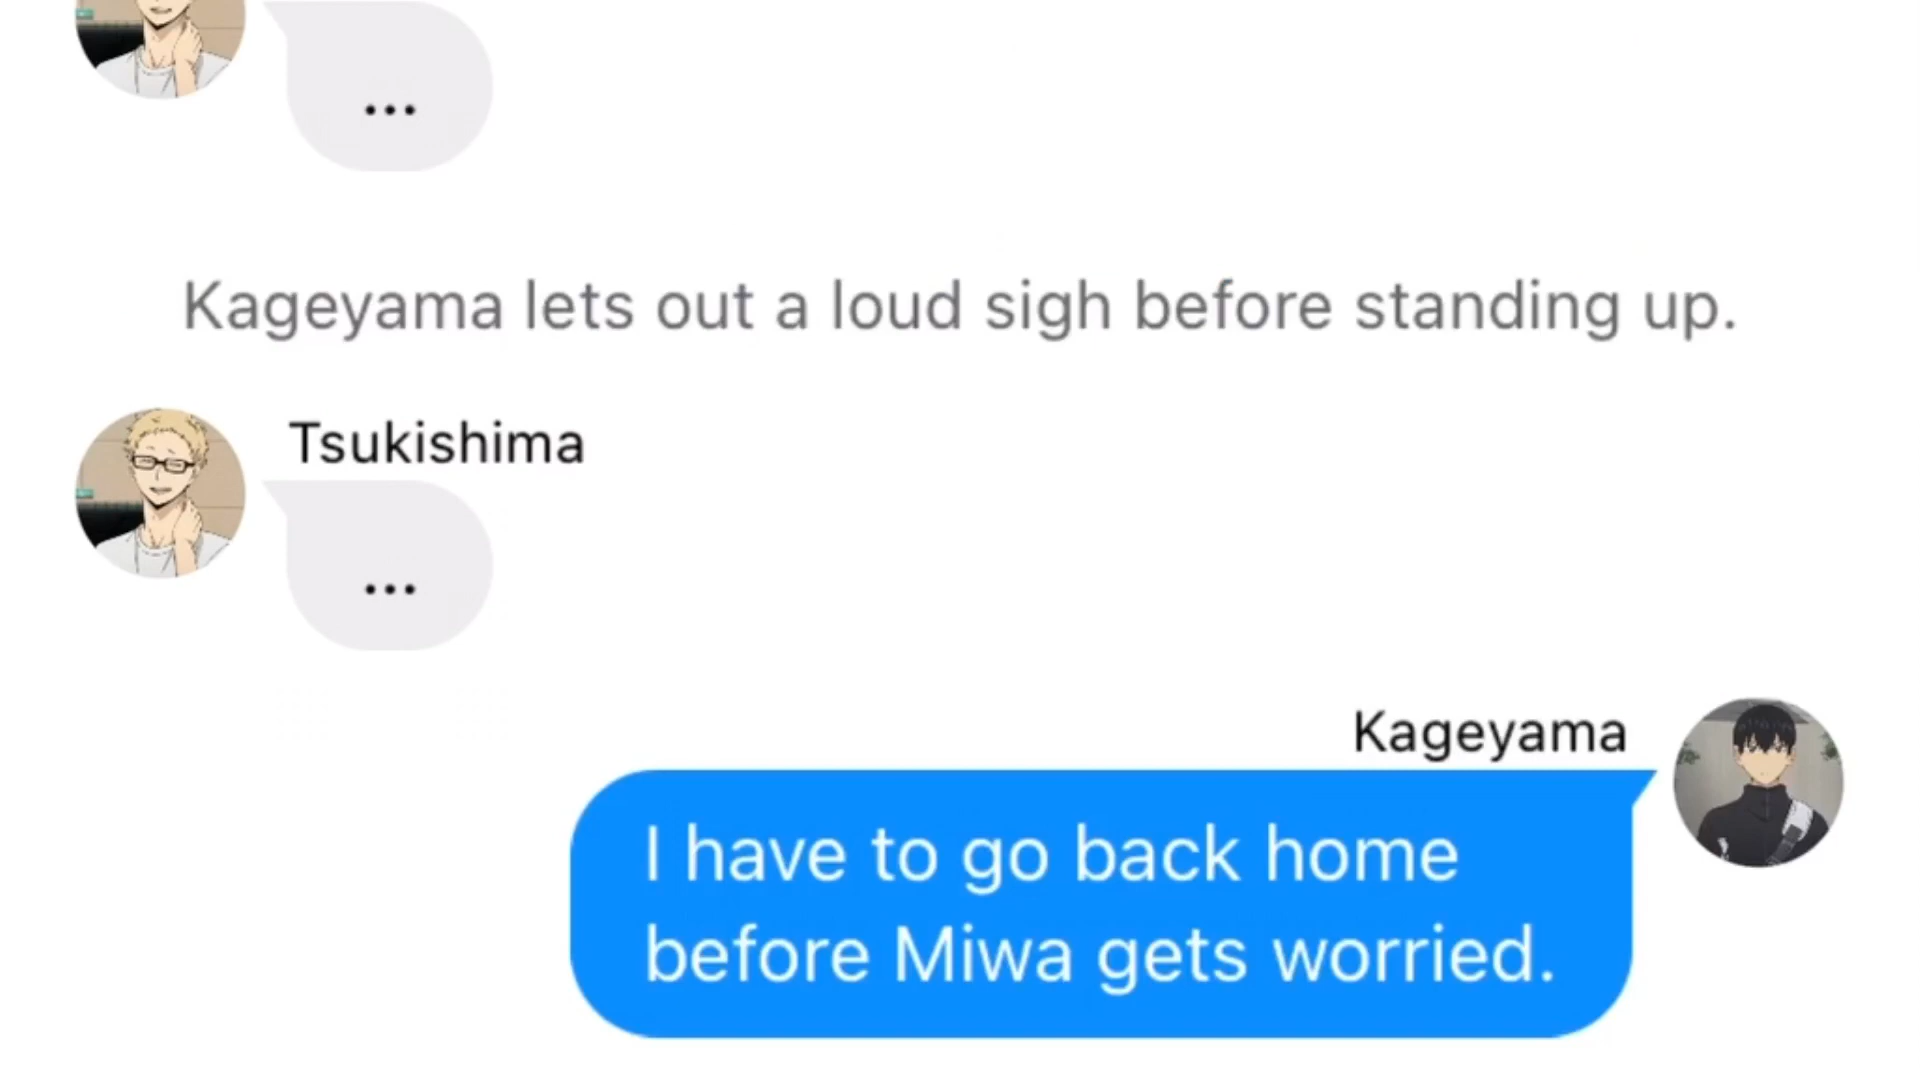 ...
Kageyama lets out a loud sigh before standing up.
Tsukishima
...
Kageyama
I have to go back home
before Miwa gets worried.